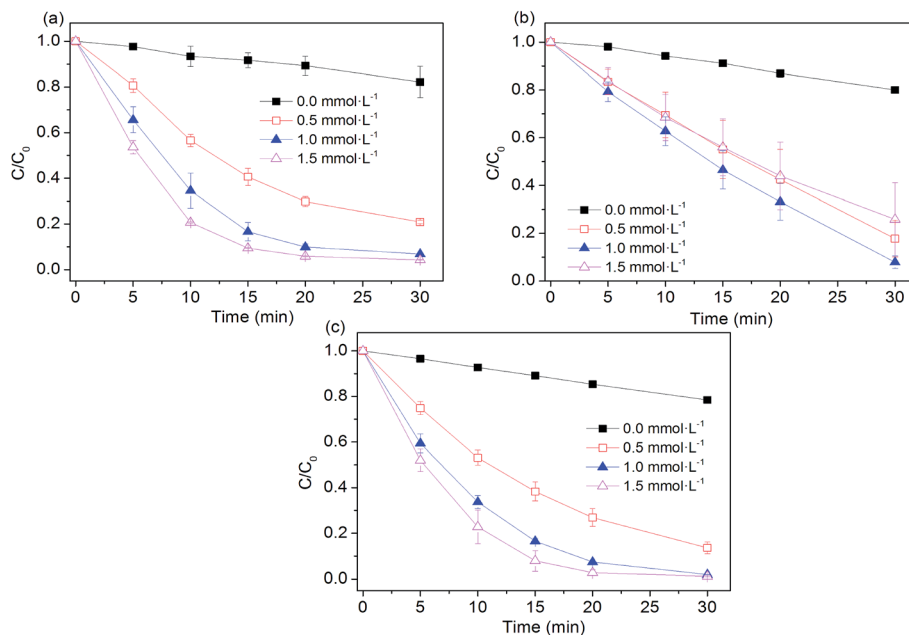 (a)
1.0
0.8
0.6
0.4
0.2
0.0
C/C₀
0.0 mmol·L⁻¹
0.5 mmol·L⁻¹
1.0 mmol·L⁻¹
1.5 mmol·L⁻¹
0 5 10 15 20 25 30
Time (min)
(b)
1.0
0.8
0.6
0.4
0.2
0.0
C/C₀
0.0 mmol·L⁻¹
0.5 mmol·L⁻¹
1.0 mmol·L⁻¹
1.5 mmol·L⁻¹
0 5 10 15 20 25 30
Time (min)
(c)
1.0
0.8
0.6
0.4
0.2
0.0
C/C₀
0.0 mmol·L⁻¹
0.5 mmol·L⁻¹
1.0 mmol·L⁻¹
1.5 mmol·L⁻¹
0 5 10 15 20 25 30
Time (min)